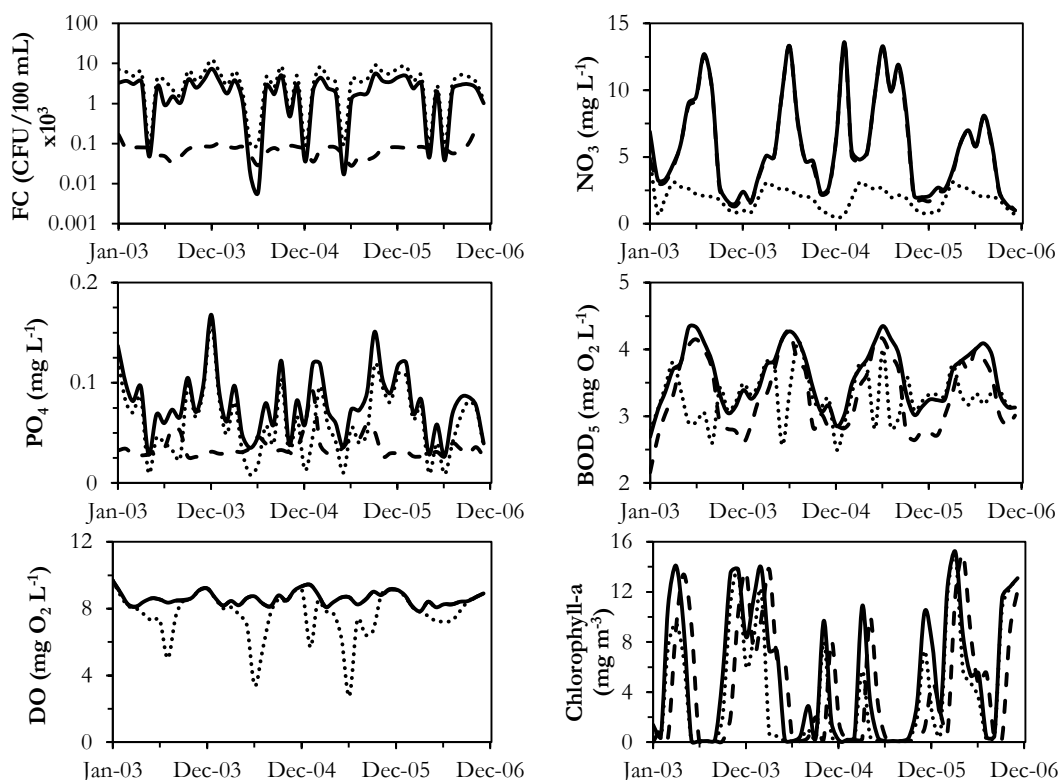 FC (CFU/100 mL)
x10³
100
10
1
0.1
0.01
0.001
Jan-03 Dec-03 Dec-04 Dec-05 Dec-06
NO₃ (mg L⁻¹)
15
10
5
0
Jan-03 Dec-03 Dec-04 Dec-05 Dec-06
PO₄ (mg L⁻¹)
0.2
0.1
0
Jan-03 Dec-03 Dec-04 Dec-05 Dec-06
BOD₅ (mg O₂ L⁻¹)
5
4
3
2
Jan-03 Dec-03 Dec-04 Dec-05 Dec-06
DO (mg O₂ L⁻¹)
12
8
4
0
Jan-03 Dec-03 Dec-04 Dec-05 Dec-06
Chlorophyll-a
(mg m⁻³)
16
12
8
4
0
Jan-03 Dec-03 Dec-04 Dec-05 Dec-06